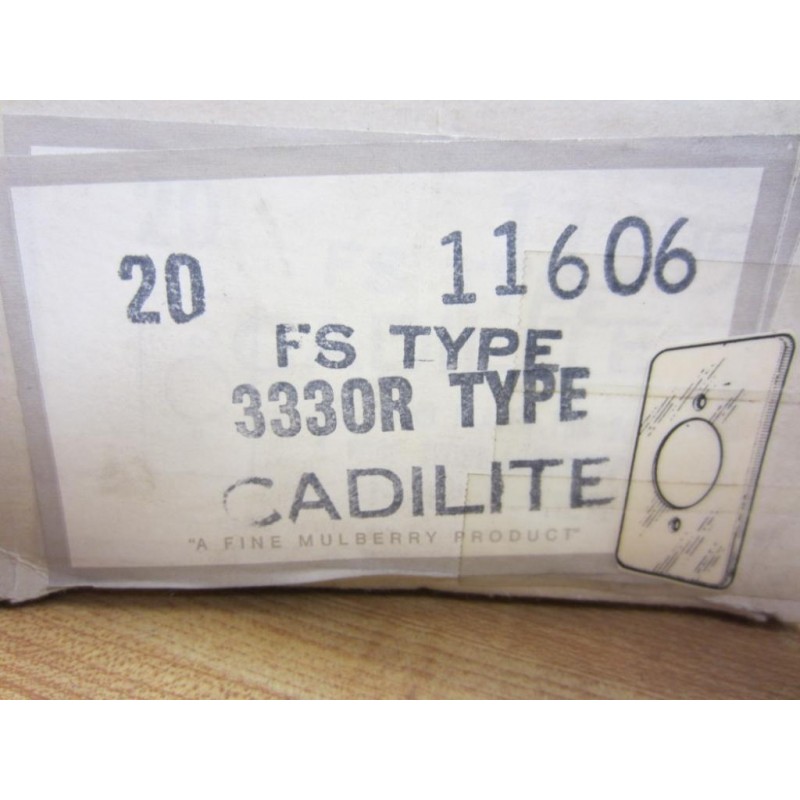 20 11606
FS TYPE
3330R TYPE
CADILITE
"A FINE MULBERRY PRODUCT"